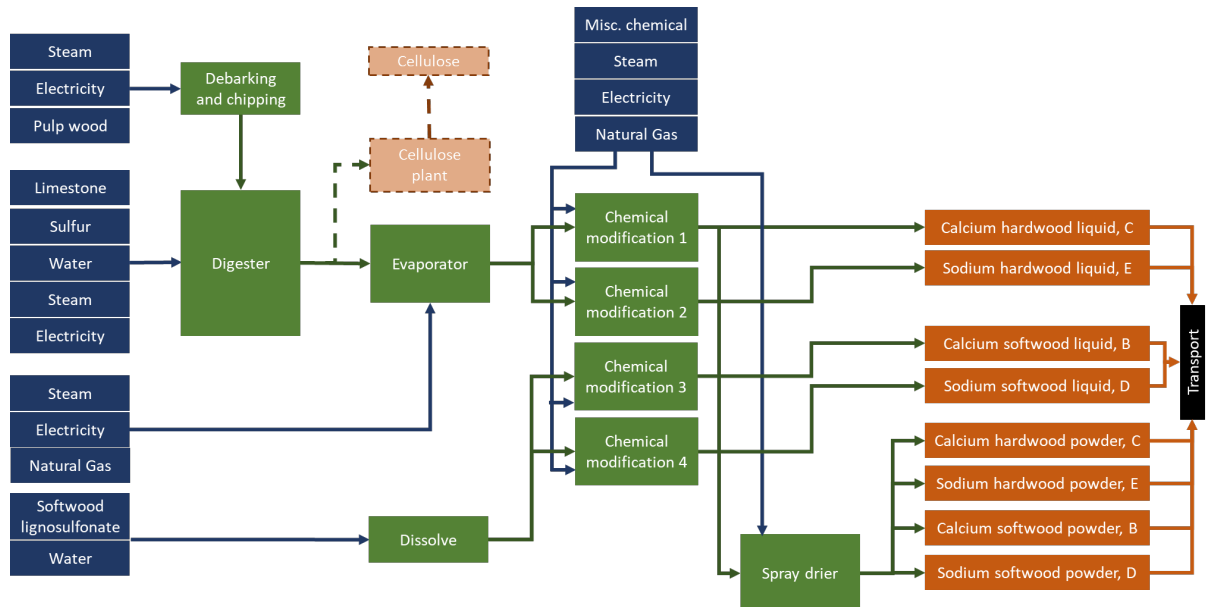 Steam
Electricity
Pulp wood
Limestone
Sulfur
Water
Steam
Electricity
Steam
Electricity
Natural Gas
Softwood
lignosulfonate
Water
Debarking
and chipping
Digester
Cellulose
Cellulose
plant
Evaporator
Dissolve
Misc. chemical
Steam
Electricity
Natural Gas
Chemical
modification 1
Chemical
modification 2
Chemical
modification 3
Chemical
modification 4
Spray drier
Calcium hardwood liquid, C
Sodium hardwood liquid, E
Calcium softwood liquid, B
Sodium softwood liquid, D
Calcium hardwood powder, C
Sodium hardwood powder, E
Calcium softwood powder, B
Sodium softwood powder, D
Transport